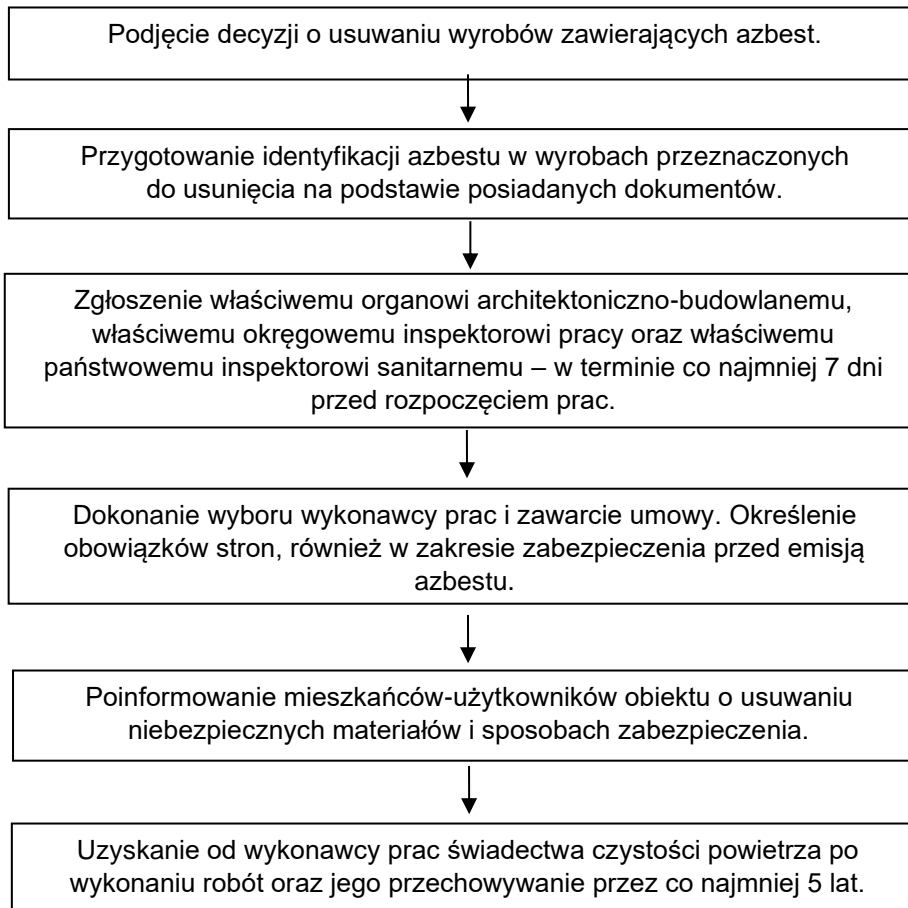 Podjęcie decyzji o usuwaniu wyrobów zawierających azbest.
Przygotowanie identyfikacji azbestu w wyrobach przeznaczonych
do usunięcia na podstawie posiadanych dokumentów.
Zgłoszenie właściwemu organowi architektoniczno-budowlanemu,
właściwemu okręgowemu inspektorowi pracy oraz właściwemu
państwowemu inspektorowi sanitarnemu – w terminie co najmniej 7 dni
przed rozpoczęciem prac.
Dokonanie wyboru wykonawcy prac i zawarcie umowy. Określenie
obowiązków stron, również w zakresie zabezpieczenia przed emisją
azbestu.
Poinformowanie mieszkańców-użytkowników obiektu o usuwaniu
niebezpiecznych materiałów i sposobach zabezpieczenia.
Uzyskanie od wykonawcy prac świadectwa czystości powietrza po
wykonaniu robót oraz jego przechowywanie przez co najmniej 5 lat.